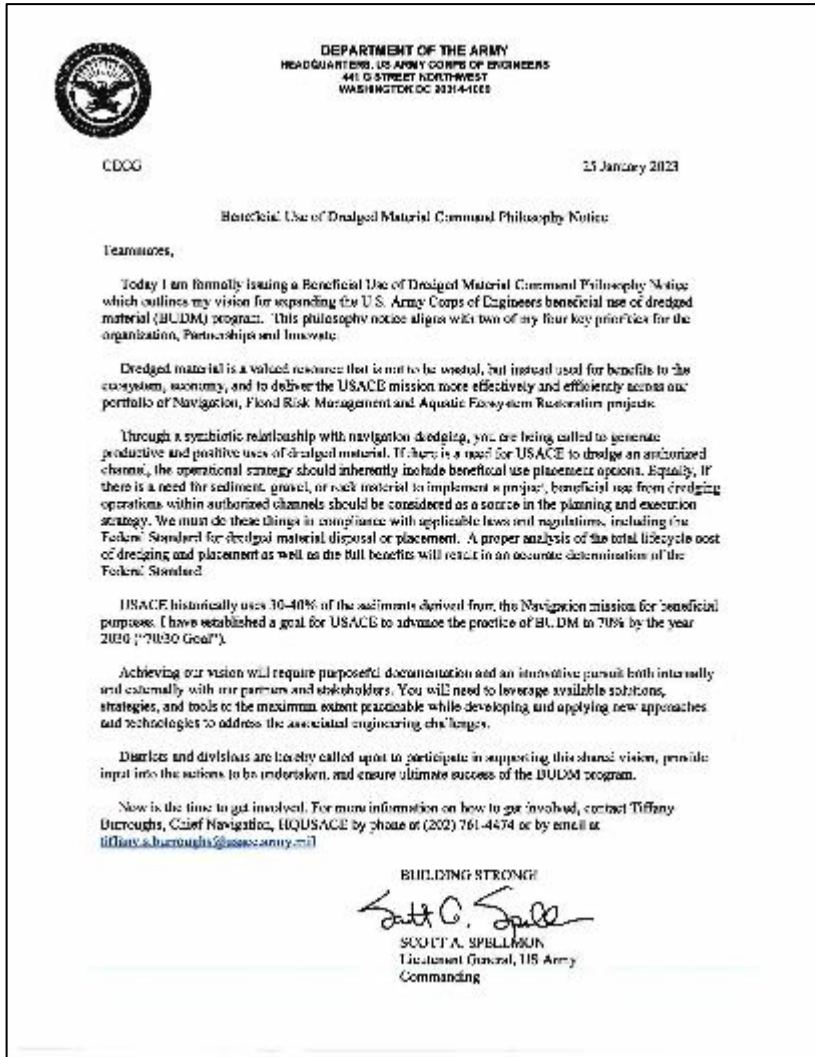 DEPARTMENT OF THE ARMY
HEADQUARTERS, US ARMY CORPS OF ENGINEERS
441 G STREET NORTHWEST
WASHINGTON DC 20314-1000
CECG
25 January 2023
Beneficial Use of Dredged Material Command Philosophy Notice
Teammates,
Today I am formally issuing a Beneficial Use of Dredged Material Command Philosophy Notice
which outlines my vision for expanding the U.S. Army Corps of Engineers beneficial use of dredged
material (BUDM) program. This philosophy notice aligns with two of my four key priorities for the
organization, Partnerships and Innovate.
Dredged material is a valued resource that is not to be wasted, but instead used for benefits to the
ecosystem, economy, and to deliver the USACE mission more effectively and efficiently across our
portfolio of Navigation, Flood Risk Management and Aquatic Ecosystem Restoration projects.
Through a symbiotic relationship with navigation dredging, you are being called to generate
productive and positive uses of dredged material. If there is a need for USACE to dredge an authorized
channel, the operational strategy should inherently include beneficial use placement options. Equally, if
there is a need for sediment, gravel, or rock material to implement a project, beneficial use from dredging
operations within authorized channels should be considered as a source in the planning and execution
strategy. We must do these things in compliance with applicable laws and regulations, including the
Federal Standard for dredged material disposal or placement. A proper analysis of the total lifecycle cost
of dredging and placement as well as the full benefits will result in an accurate determination of the
Federal Standard.
USACE historically uses 30-40% of the sediments derived from the Navigation mission for beneficial
purposes. I have established a goal for USACE to advance the practice of BUDM to 70% by the year
2030 ("70/30 Goal").
Achieving our vision will require purposeful documentation and an innovative pursuit both internally
and externally with our partners and stakeholders. You will need to leverage available solutions,
strategies, and tools to the maximum extent practicable while developing and applying new approaches
and technologies to address the associated engineering challenges.
Districts and divisions are hereby called upon to participate in supporting this shared vision, provide
input into the actions to be undertaken, and ensure ultimate success of the BUDM program.
Now is the time to get involved. For more information on how to get involved, contact Tiffany
Burroughs, Chief Navigation, HQUSACE by phone at (202) 761-4474 or by email at
tiffany.s.burroughs@usace.army.mil
BUILDING STRONG!
SCOTT A. SPELLMON
Lieutenant General, US Army
Commanding